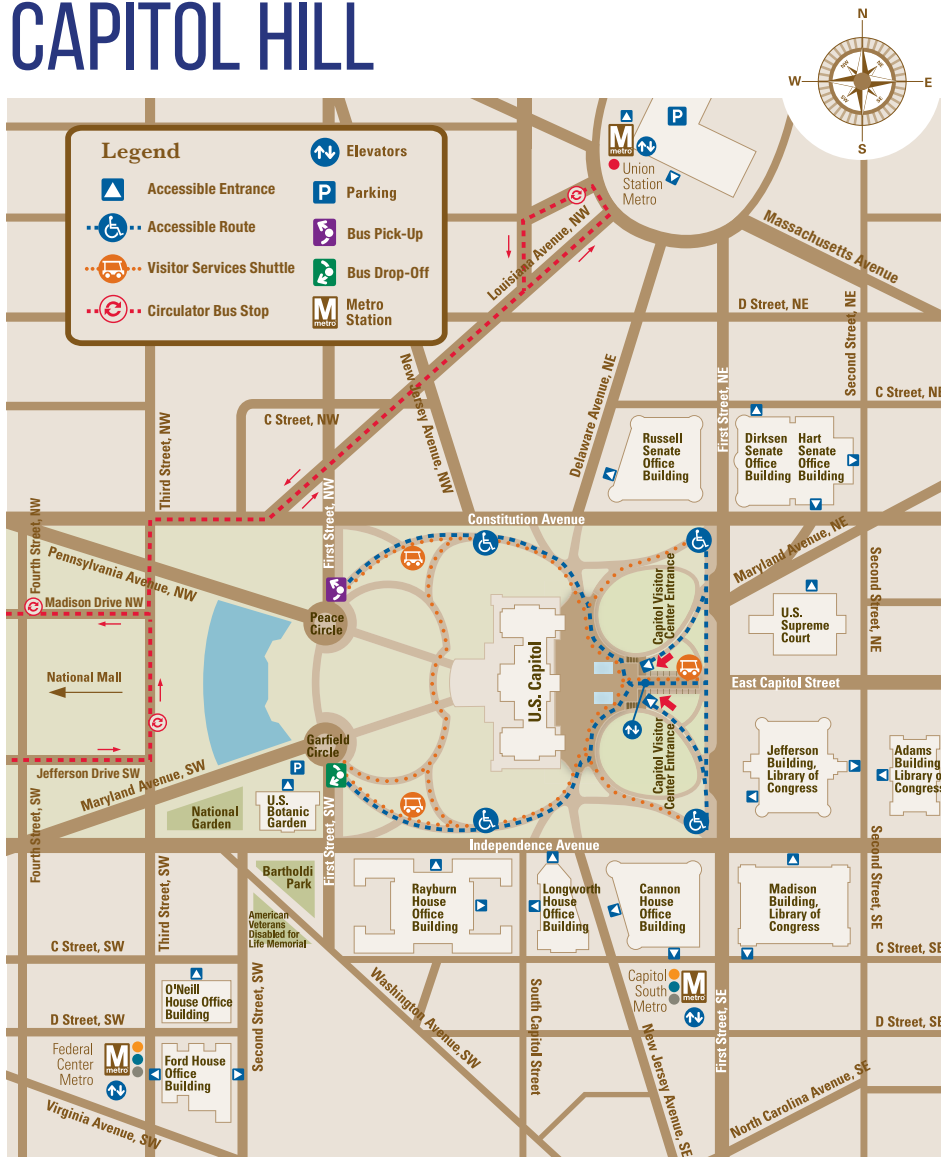 CAPITOL HILL
N
W
E
S
NW
NE
SW
SE
Legend
Accessible Entrance
Accessible Route
Visitor Services Shuttle
Circulator Bus Stop
Elevators
P
Parking
Bus Pick-Up
Bus Drop-Off
M
metro
Metro
Station
M
metro
P
Union
Station
Metro
Louisiana Avenue, NW
Massachusetts Avenue
D Street, NE
Second Street, NE
C Street, NE
First Street, NE
Delaware Avenue, NE
New Jersey Avenue, NW
C Street, NW
Third Street, NW
First Street, NW
Russell
Senate
Office
Building
Dirksen
Senate
Office
Building
Hart
Senate
Office
Building
Constitution Avenue
Maryland Avenue, NE
Second Street, NE
Fourth Street, NW
Pennsylvania Avenue, NW
Madison Drive NW
Peace
Circle
National Mall
U.S. Capitol
Capitol Visitor
Center Entrance
U.S.
Supreme
Court
East Capitol Street
Capitol Visitor
Center Entrance
Garfield
Circle
Jefferson Drive SW
Maryland Avenue, SW
P
National
Garden
U.S.
Botanic
Garden
Jefferson
Building,
Library of
Congress
Adams
Building,
Library of
Congress
Fourth Street, SW
First Street, SW
Independence Avenue
Third Street, SW
Bartholdi
Park
American
Veterans
Disabled for
Life Memorial
Rayburn
House
Office
Building
Longworth
House
Office
Building
Cannon
House
Office
Building
Madison
Building,
Library of
Congress
Second Street, SE
C Street, SW
C Street, SE
O'Neill
House Office
Building
Second Street, SW
Washington Avenue, SW
South Capitol Street
Capitol
South
Metro
M
metro
New Jersey Avenue, SE
First Street, SE
D Street, SW
D Street, SE
Federal
Center
Metro
M
metro
Ford House
Office
Building
Virginia Avenue, SW
North Carolina Avenue, SE